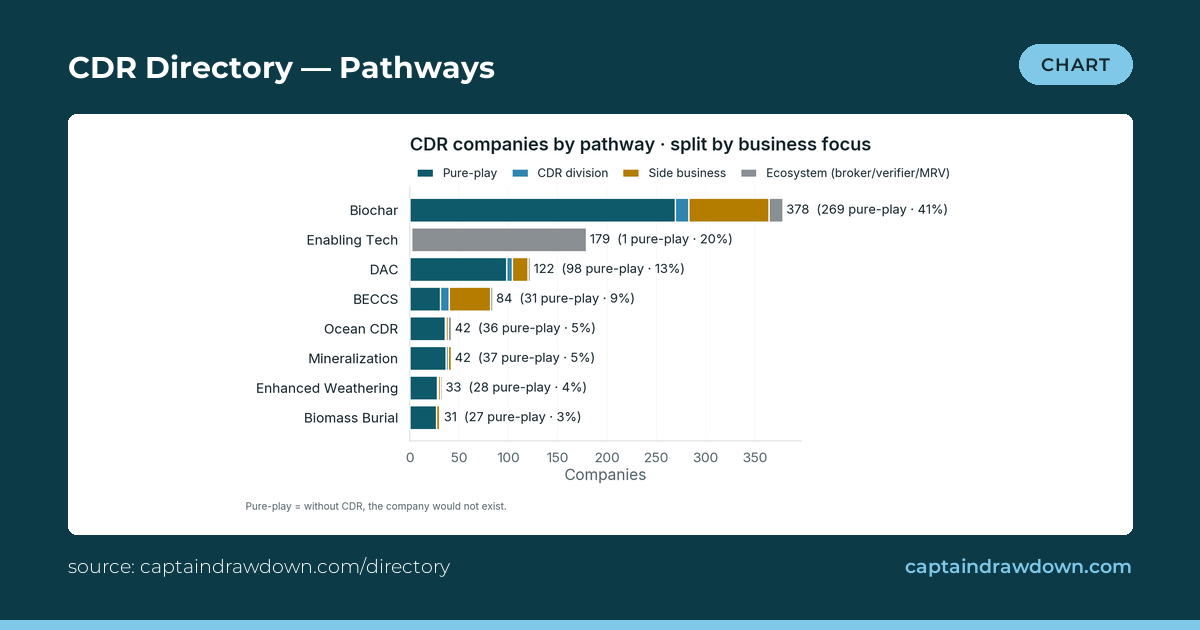 CDR Directory — Pathways
CHART
CDR companies by pathway · split by business focus
Pure-play CDR division Side business Ecosystem (broker/verifier/MRV)
Biochar 378 (269 pure-play · 41%)
Enabling Tech 179 (1 pure-play · 20%)
DAC 122 (98 pure-play · 13%)
BECCS 84 (31 pure-play · 9%)
Ocean CDR 42 (36 pure-play · 5%)
Mineralization 42 (37 pure-play · 5%)
Enhanced Weathering 33 (28 pure-play · 4%)
Biomass Burial 31 (27 pure-play · 3%)
0 50 100 150 200 250 300 350
Companies
Pure-play = without CDR, the company would not exist.
source: captaindrawdown.com/directory
captaindrawdown.com